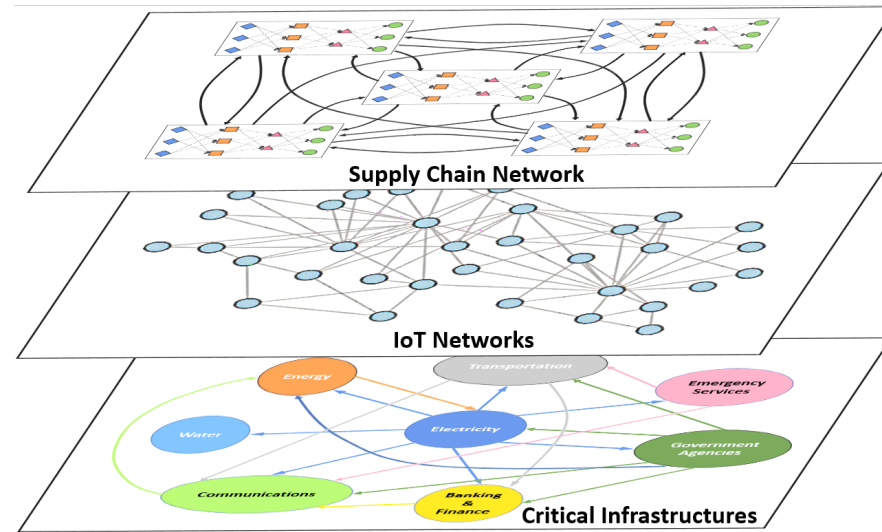 Supply Chain Network
IoT Networks
Transportation
Energy
Emergency
Services
Water
Electricity
Government
Agencies
Communications
Banking
&
Finance
Critical Infrastructures